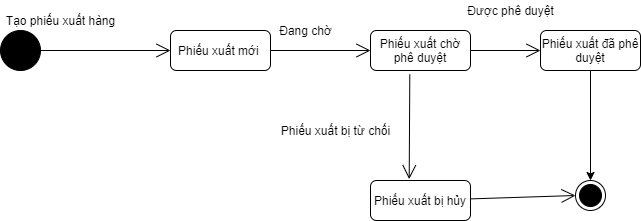 Tạo phiếu xuất hàng
Phiếu xuất mới
Đang chờ
Phiếu xuất chờ
phê duyệt
Được phê duyệt
Phiếu xuất đã phê
duyệt
Phiếu xuất bị từ chối
Phiếu xuất bị hủy